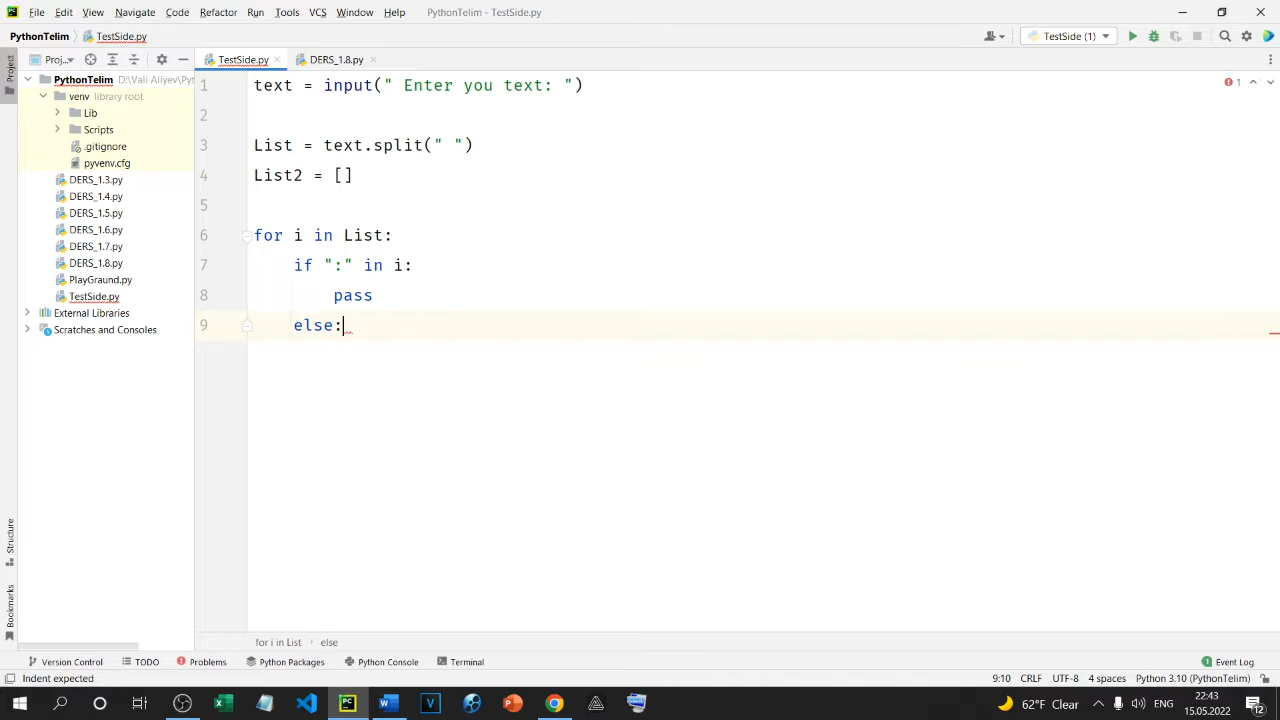 File Edit View Navigate Code Refactor Run Tools VCS Window Help PythonTelim - TestSide.py
PythonTelim TestSide.py TestSide (1)
Project Proj... TestSide.py DERS_1.8.py
PythonTelim D:\Vali Aliyev\Pyt
venv library root
Lib
Scripts
.gitignore
pyvenv.cfg
DERS_1.3.py
DERS_1.4.py
DERS_1.5.py
DERS_1.6.py
DERS_1.7.py
DERS_1.8.py
PlayGraund.py
TestSide.py
External Libraries
Scratches and Consoles
1 text = input(" Enter you text: ")
2
3 List = text.split(" ")
4 List2 = []
5
6 for i in List:
7 if ":" in i:
8 pass
9 else:
1
Structure
Bookmarks
for i in List › else
Version Control TODO Problems Python Packages Python Console Terminal Event Log
Indent expected 9:10 CRLF UTF-8 4 spaces Python 3.10 (PythonTelim)
62°F Clear ENG 22:43
15.05.2022 12